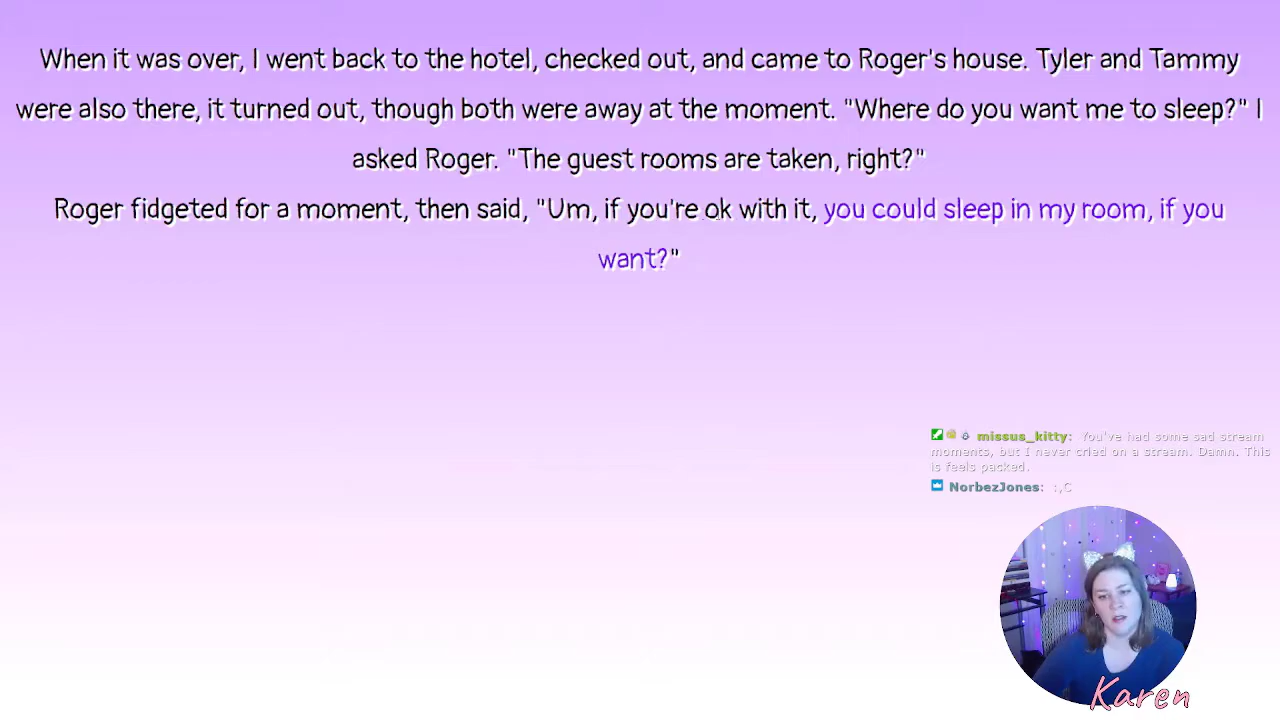 When it was over, I went back to the hotel, checked out, and came to Roger's house. Tyler and Tammy
were also there, it turned out, though both were away at the moment. "Where do you want me to sleep?" I
asked Roger. "The guest rooms are taken, right?"
Roger fidgeted for a moment, then said, "Um, if you're ok with it, you could sleep in my room, if you
want?"
missus_kitty: You've had some sad stream
moments, but I never cried on a stream. Damn. This
is feels packed.
NorbezJones: :,C
Karen